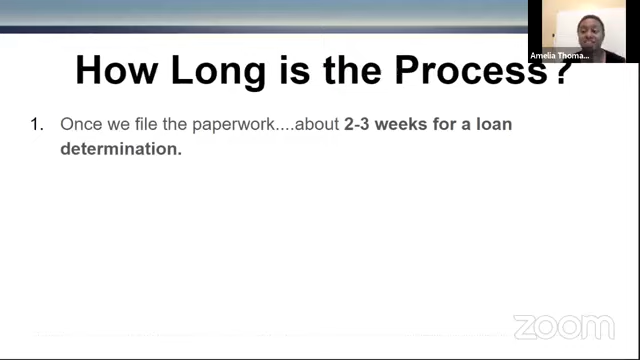 How Long is the Process?
Amelia Thoma...
1. Once we file the paperwork....about 2-3 weeks for a loan
determination.
zoom